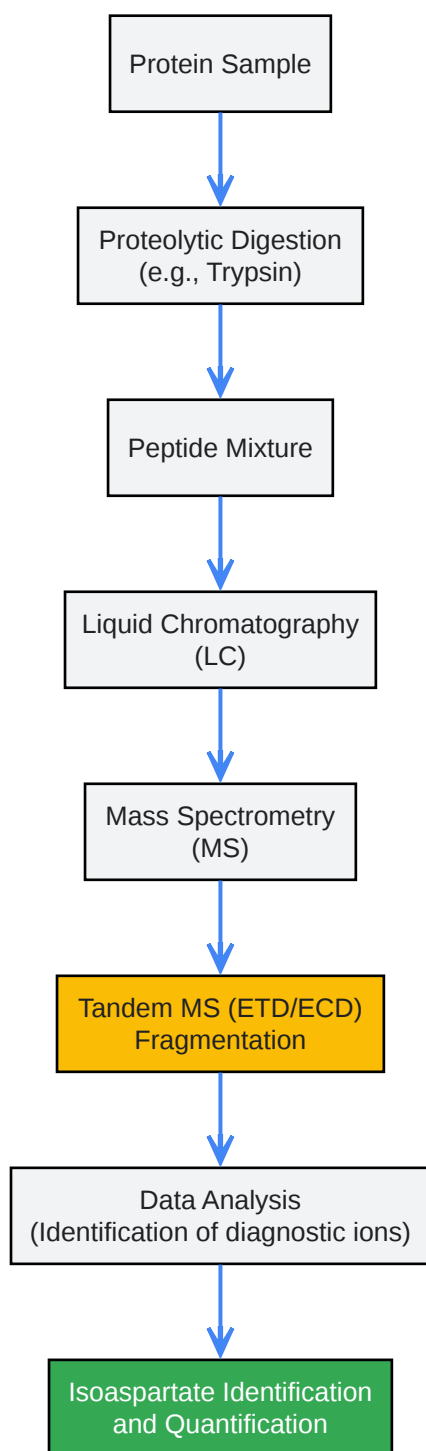 Protein Sample
Proteolytic Digestion
(e.g., Trypsin)
Peptide Mixture
Liquid Chromatography
(LC)
Mass Spectrometry
(MS)
Tandem MS (ETD/ECD)
Fragmentation
Data Analysis
(Identification of diagnostic ions)
Isoaspartate Identification
and Quantification